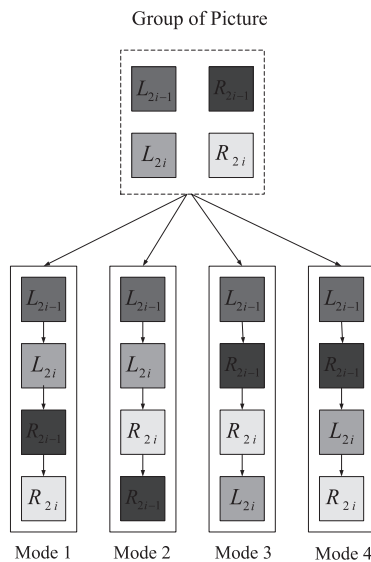 Group of Picture
L2i−1 R2i−1
L2i R2i
L2i−1 L2i−1 L2i−1 L2i−1
L2i L2i R2i−1 R2i−1
R2i−1 R2i R2i L2i
R2i R2i−1 L2i R2i
Mode 1 Mode 2 Mode 3 Mode 4